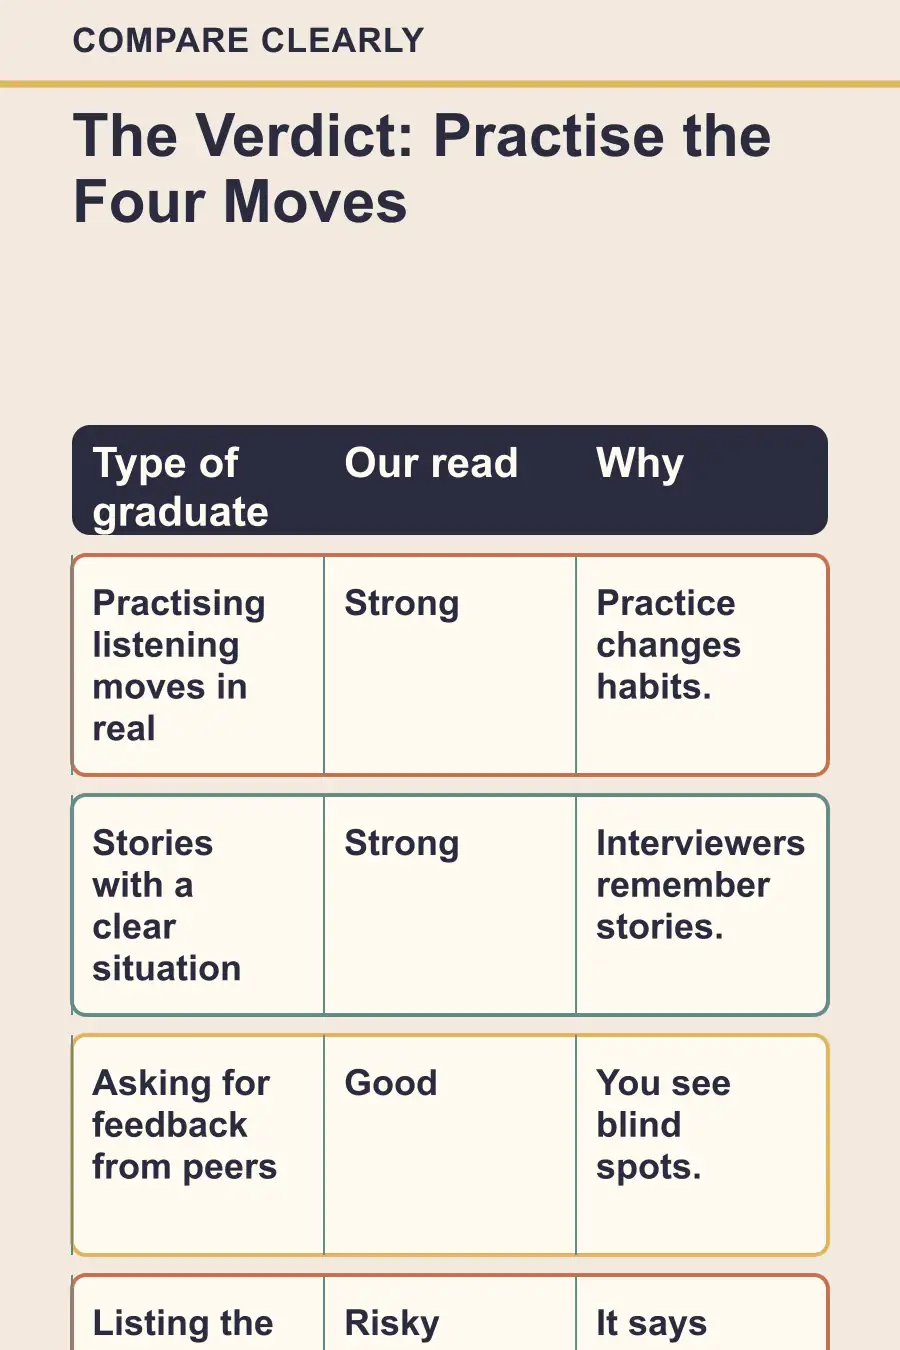 COMPARE CLEARLY
The Verdict: Practise the
Four Moves
Type of
graduate
Our read
Why
Practising
listening
moves in
real
Strong
Practice
changes
habits.
Stories
with a
clear
situation
Strong
Interviewers
remember
stories.
Asking for
feedback
from peers
Good
You see
blind
spots.
Listing the
Risky
It says